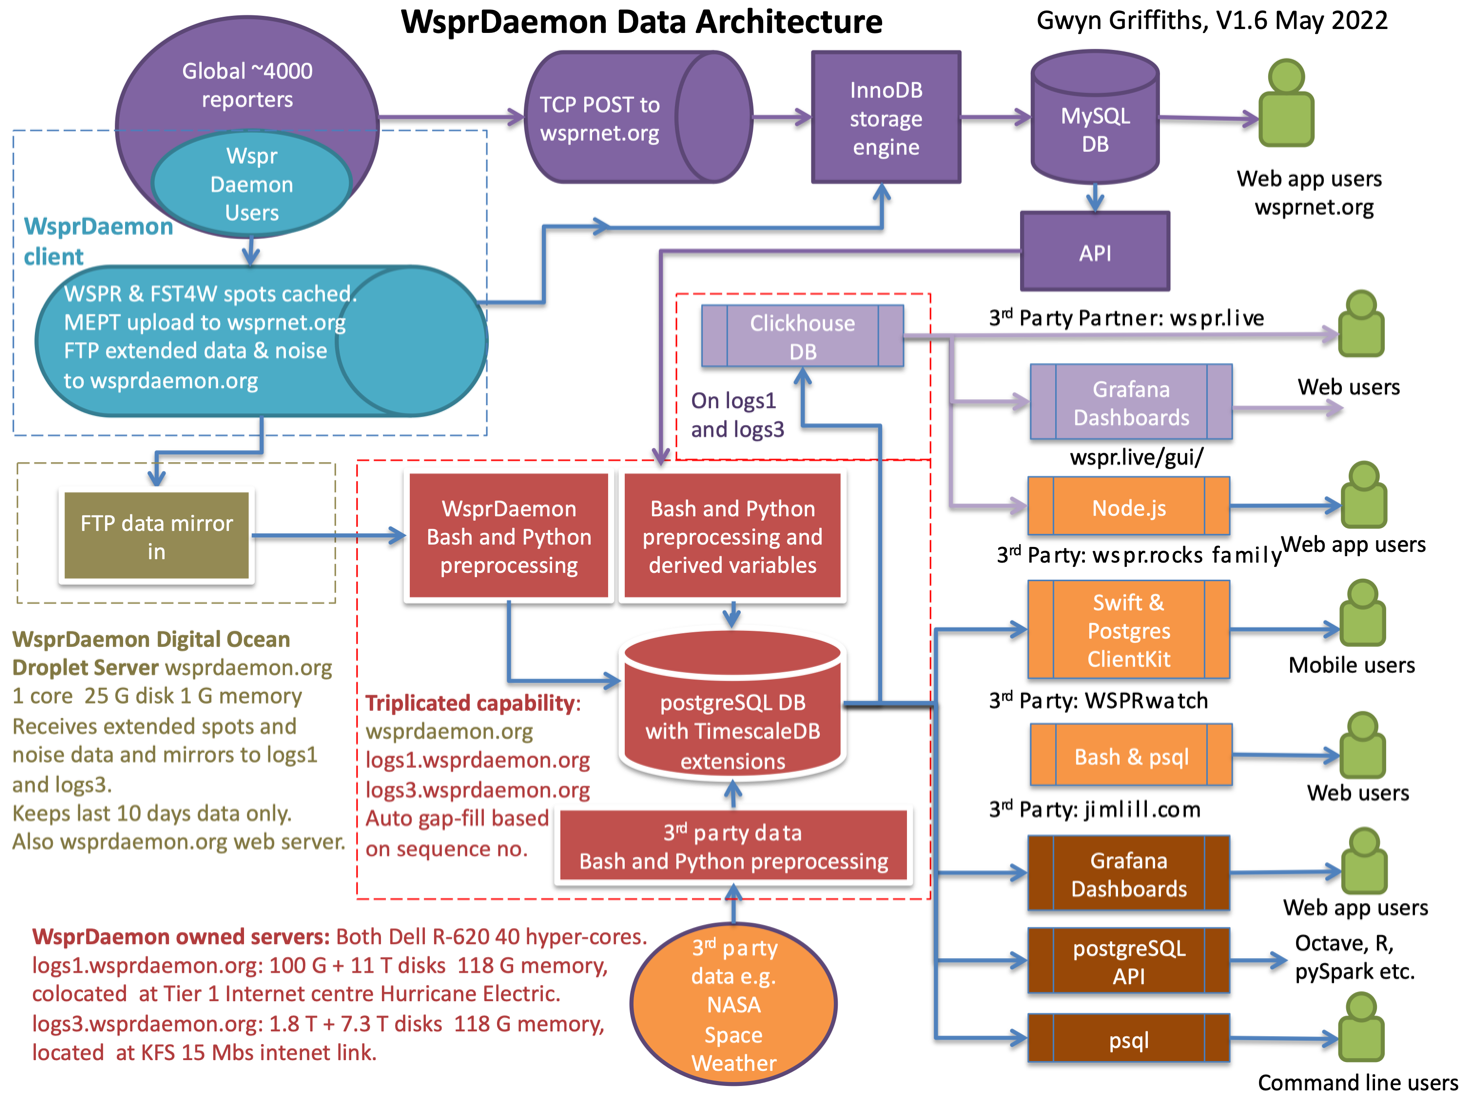 WsprDaemon Data Architecture
Gwyn Griffiths, V1.6 May 2022
Global ~4000
reporters
Wspr
Daemon
Users
TCP POST to
wsprnet.org
InnoDB
storage
engine
MySQL
DB
Web app users
wsprnet.org
API
WsprDaemon
client
WSPR & FST4W spots cached.
MEPT upload to wsprnet.org
FTP extended data & noise
to wsprdaemon.org
Clickhouse
DB
On logs1
and logs3
3rd Party Partner: wspr.live
Web users
Grafana
Dashboards
wspr.live/gui/
Node.js
3rd Party: wspr.rocks family
Web app users
FTP data mirror
in
WsprDaemon
Bash and Python
preprocessing
Bash and Python
preprocessing and
derived variables
Swift &
Postgres
ClientKit
Mobile users
3rd Party: WSPRwatch
WsprDaemon Digital Ocean
Droplet Server wsprdaemon.org
1 core 25 G disk 1 G memory
Receives extended spots and
noise data and mirrors to logs1
and logs3.
Keeps last 10 days data only.
Also wsprdaemon.org web server.
Triplicated capability:
wsprdaemon.org
logs1.wsprdaemon.org
logs3.wsprdaemon.org
Auto gap-fill based
on sequence no.
postgreSQL DB
with TimescaleDB
extensions
Bash & psql
Web users
3rd Party: jimlill.com
3rd party data
Bash and Python preprocessing
Grafana
Dashboards
Web app users
WsprDaemon owned servers: Both Dell R-620 40 hyper-cores.
logs1.wsprdaemon.org: 100 G + 11 T disks 118 G memory,
colocated at Tier 1 Internet centre Hurricane Electric.
logs3.wsprdaemon.org: 1.8 T + 7.3 T disks 118 G memory,
located at KFS 15 Mbs intenet link.
3rd party
data e.g.
NASA
Space
Weather
postgreSQL
API
Octave, R,
pySpark etc.
psql
Command line users